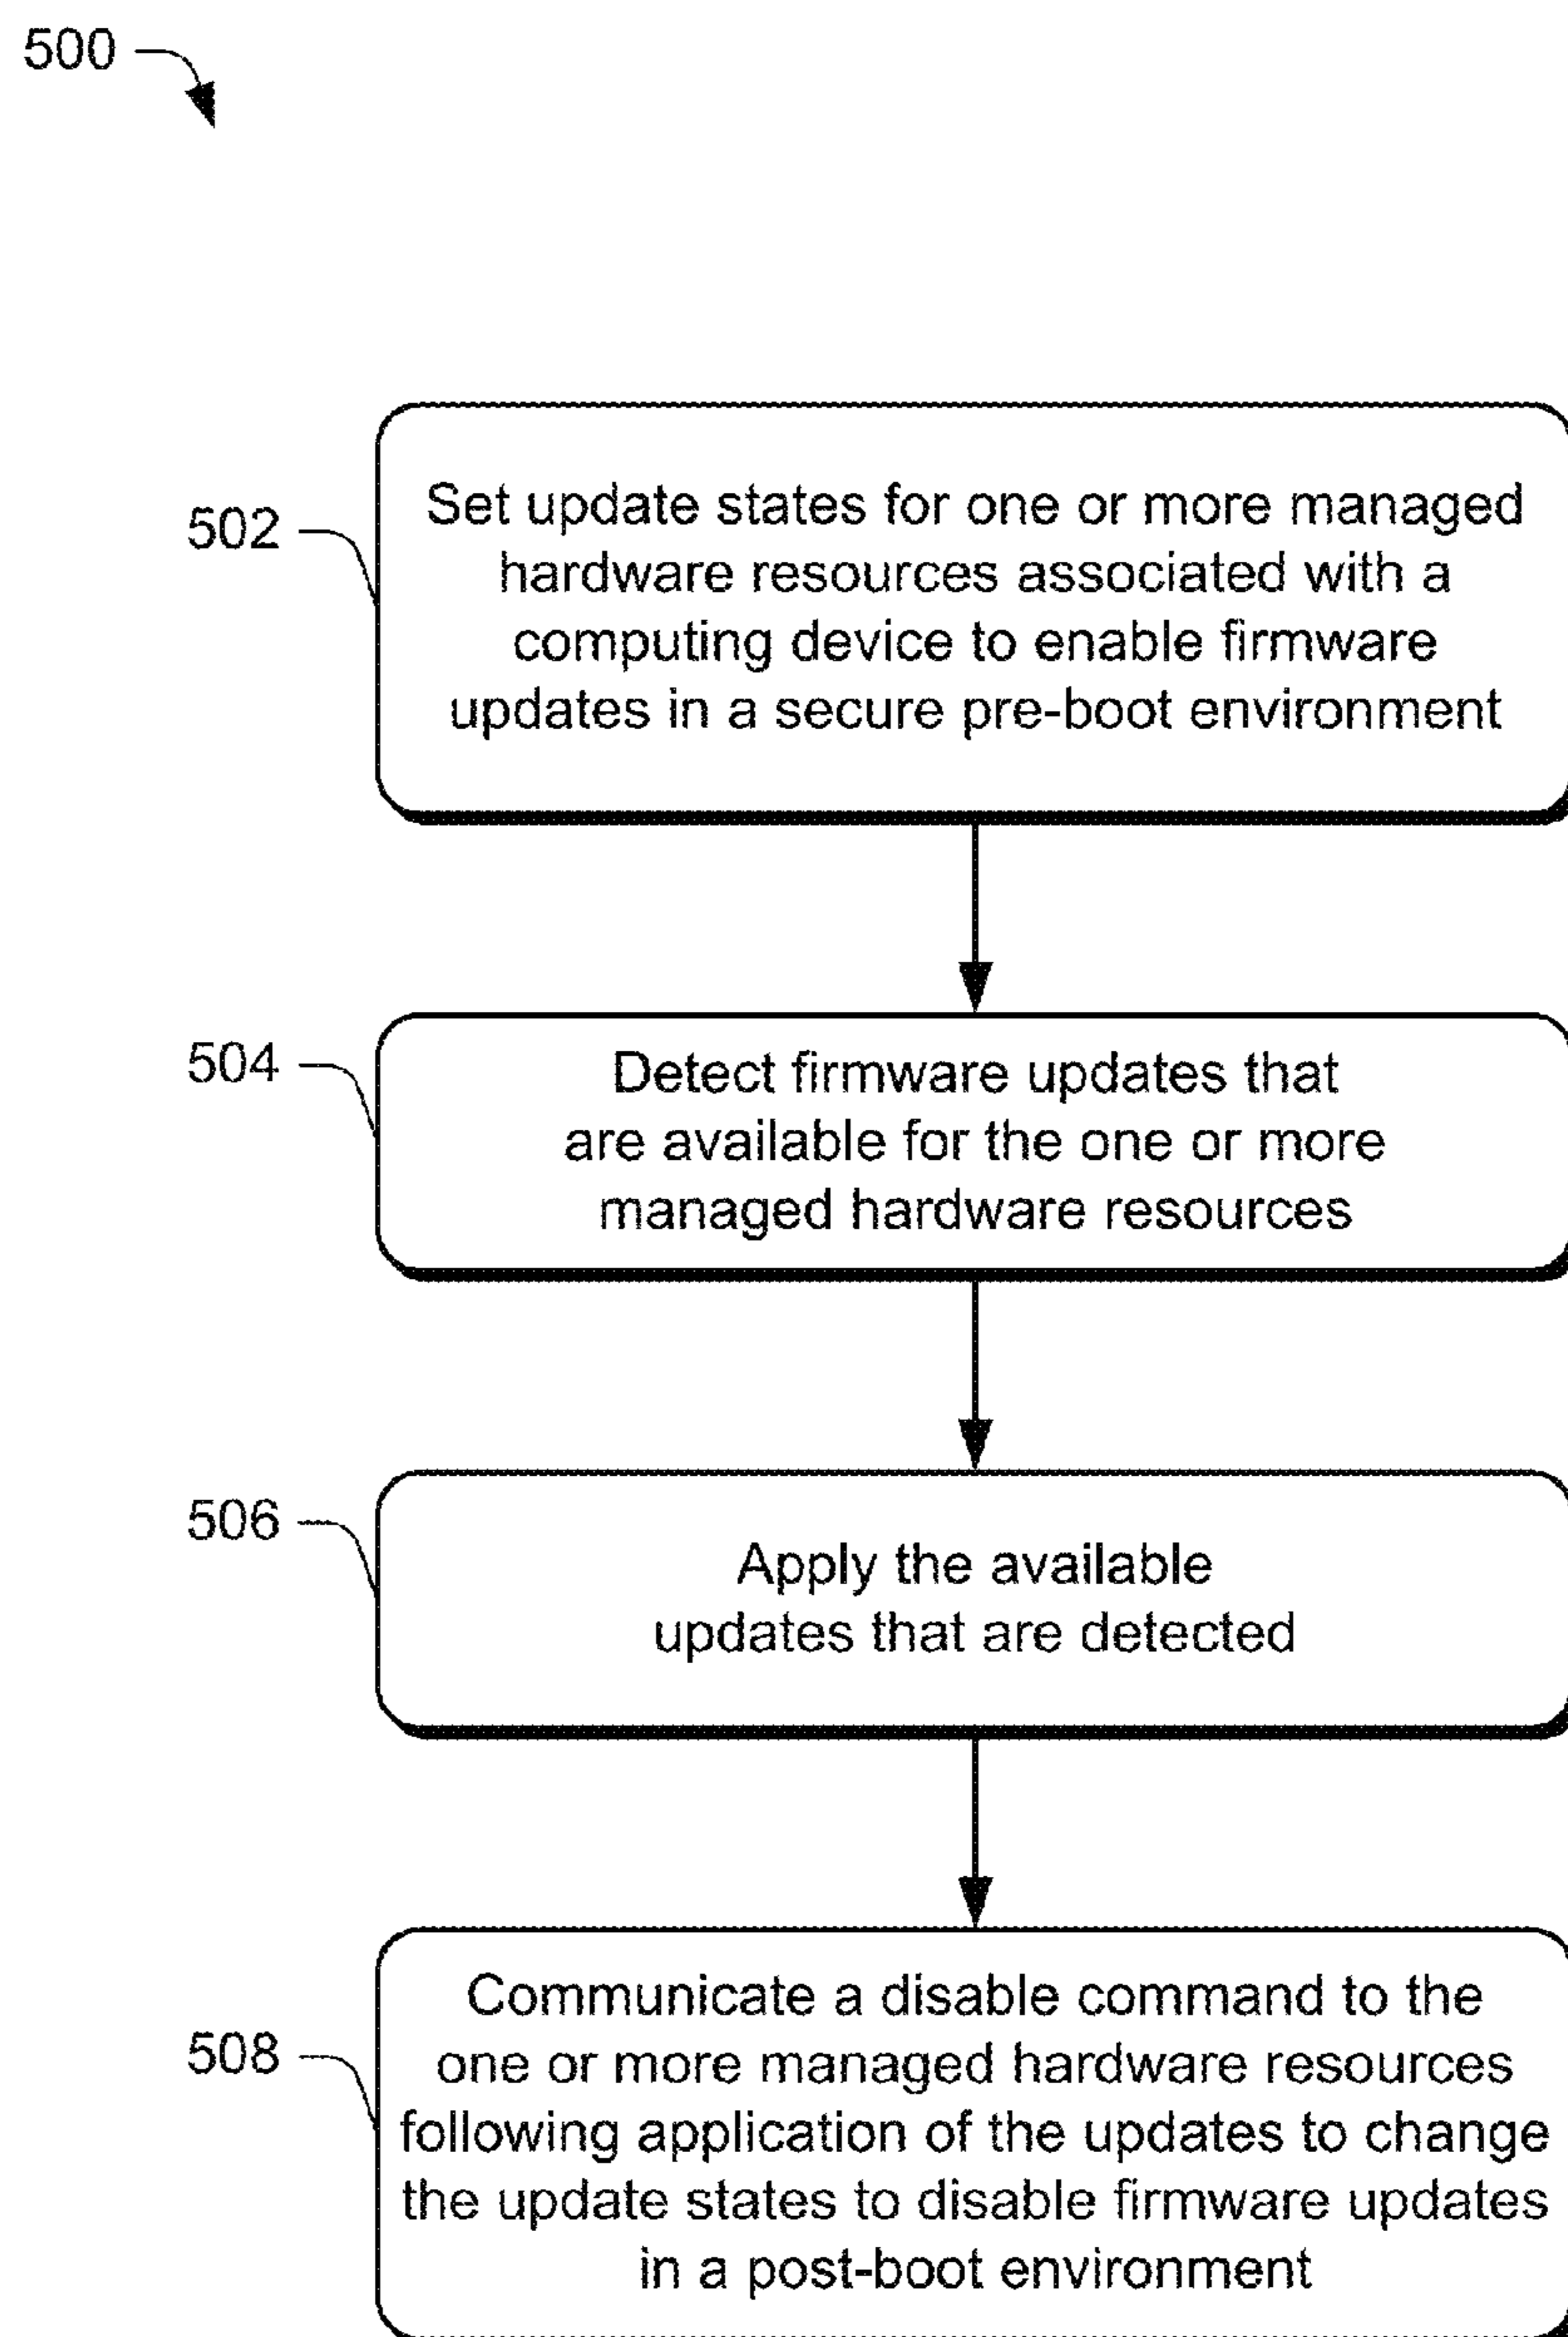 500
502
Set update states for one or more managed
hardware resources associated with a
computing device to enable firmware
updates in a secure pre-boot environment
504
Detect firmware updates that
are available for the one or more
managed hardware resources
506
Apply the available
updates that are detected
508
Communicate a disable command to the
one or more managed hardware resources
following application of the updates to change
the update states to disable firmware updates
in a post-boot environment